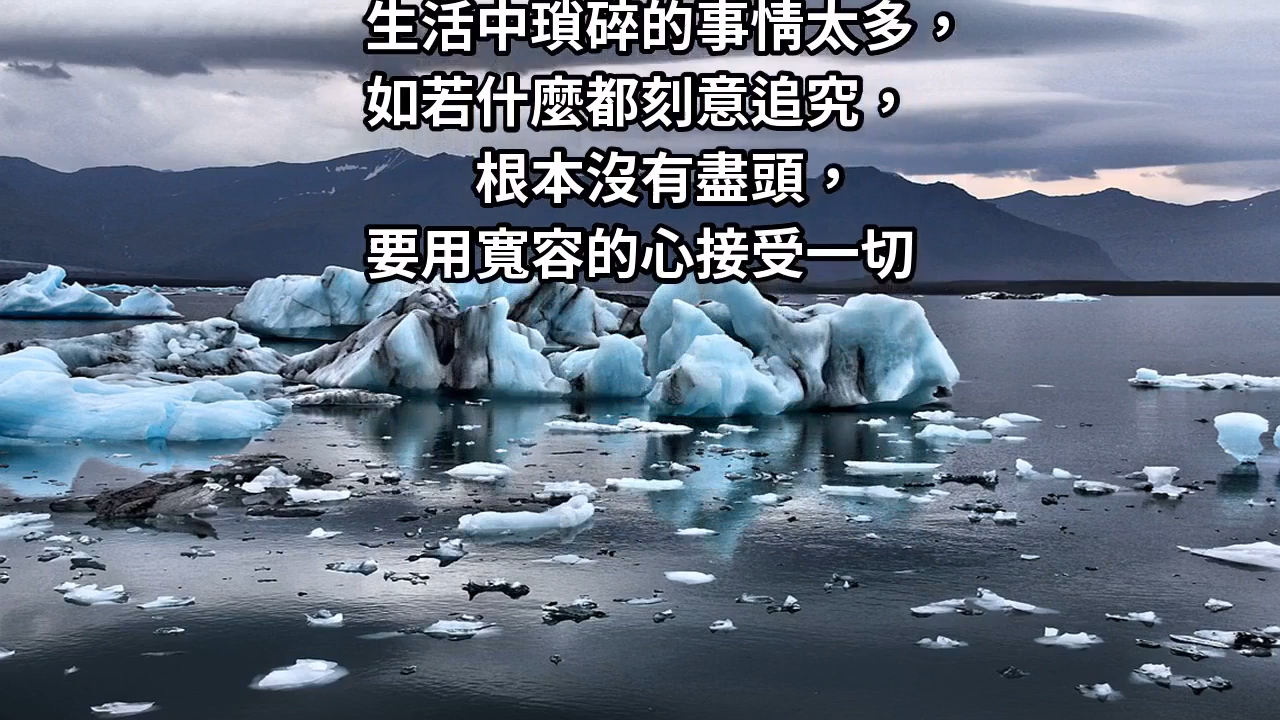 生活中瑣碎的事情太多，
如若什麼都刻意追究，
根本沒有盡頭，
要用寬容的心接受一切